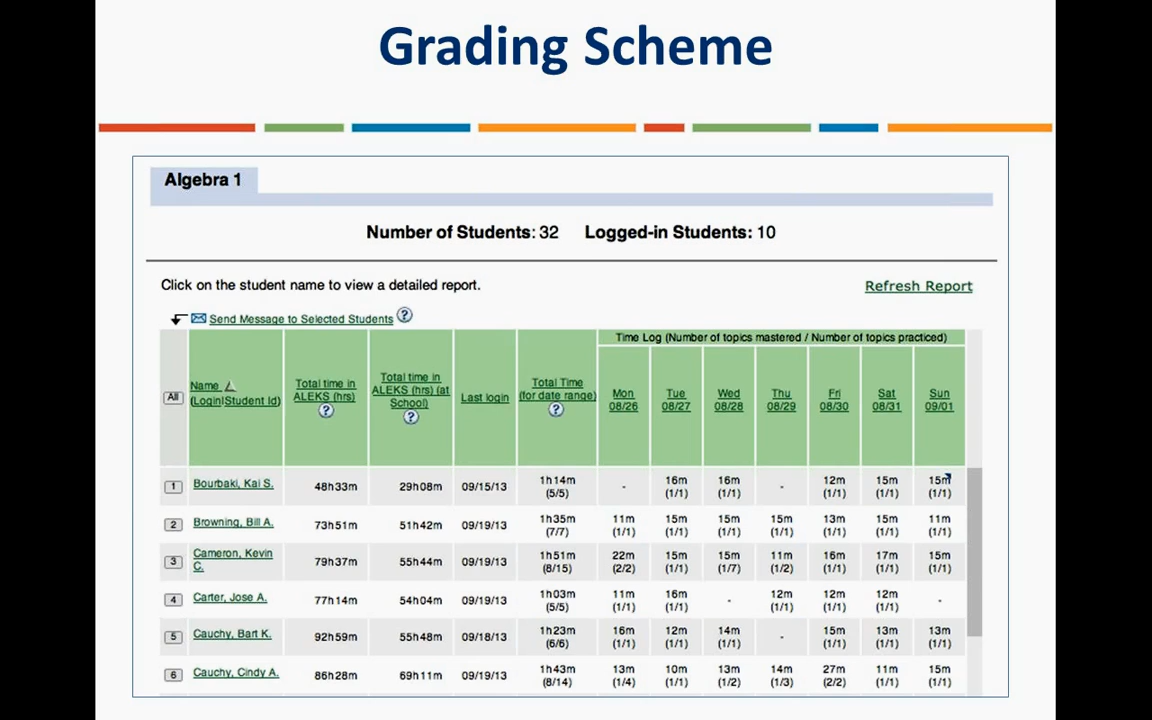 Grading Scheme
Algebra 1
Number of Students: 32 Logged-in Students: 10
Click on the student name to view a detailed report.
Refresh Report
Send Message to Selected Students ?
Time Log (Number of topics mastered / Number of topics practiced)
All
Name
(Login|Student Id)
Total time in
ALEKS (hrs)
?
Total time in
ALEKS (hrs) (at
School)
?
Last login
Total Time
(for date range)
?
Mon
08/26
Tue
08/27
Wed
08/28
Thu
08/29
Fri
08/30
Sat
08/31
Sun
09/01
1 Bourbaki, Kai S. 48h33m 29h08m 09/15/13 1h14m - 16m 16m - 12m 15m 15m
(5/5) (1/1) (1/1) (1/1) (1/1) (1/1)
2 Browning, Bill A. 73h51m 51h42m 09/19/13 1h35m 11m 15m 15m 15m 13m 15m 11m
(7/7) (1/1) (1/1) (1/1) (1/1) (1/1) (1/1) (1/1)
3 Cameron, Kevin 79h37m 55h44m 09/19/13 1h51m 22m 15m 15m 11m 16m 17m 15m
C. (8/15) (2/2) (1/1) (1/7) (1/2) (1/1) (1/1) (1/1)
4 Carter, Jose A. 77h14m 54h04m 09/19/13 1h03m 11m 16m - 12m 12m 12m -
(5/5) (1/1) (1/1) (1/1) (1/1) (1/1)
5 Cauchy, Bart K. 92h59m 55h48m 09/18/13 1h23m 16m 12m 14m - 15m 13m 13m
(6/6) (1/1) (1/1) (1/1) (1/1) (1/1) (1/1)
6 Cauchy, Cindy A. 86h28m 69h11m 09/19/13 1h43m 13m 10m 13m 14m 27m 11m 15m
(8/14) (1/4) (1/1) (1/2) (1/3) (2/2) (1/1) (1/1)